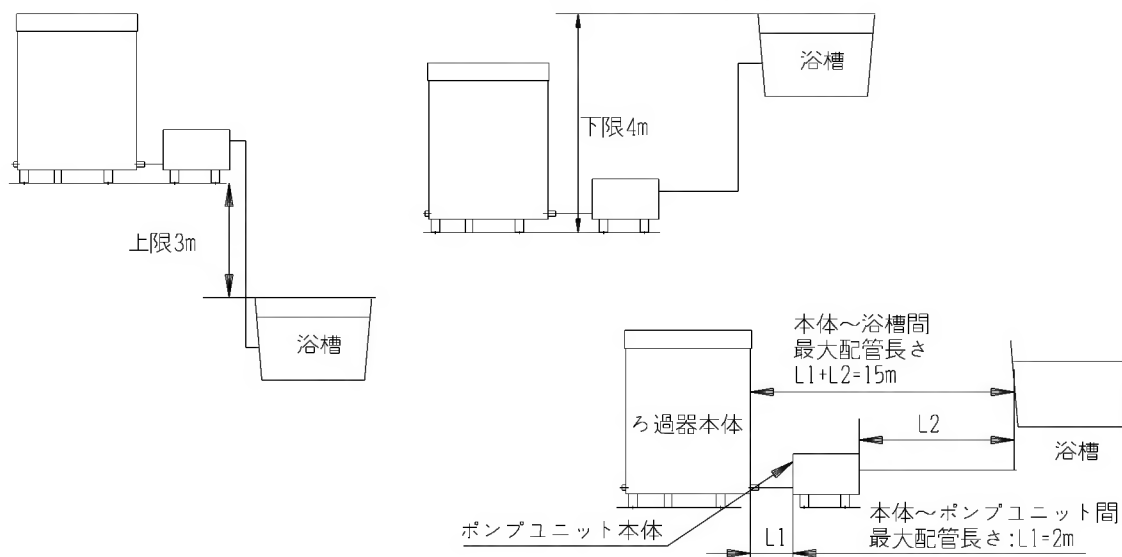 浴槽
下限4m
上限3m
浴槽
本体～浴槽間
最大配管長さ
L1+L2=15m
ろ過器本体
L2
浴槽
ポンプユニット本体
L1
本体～ポンプユニット間
最大配管長さ:L1=2m